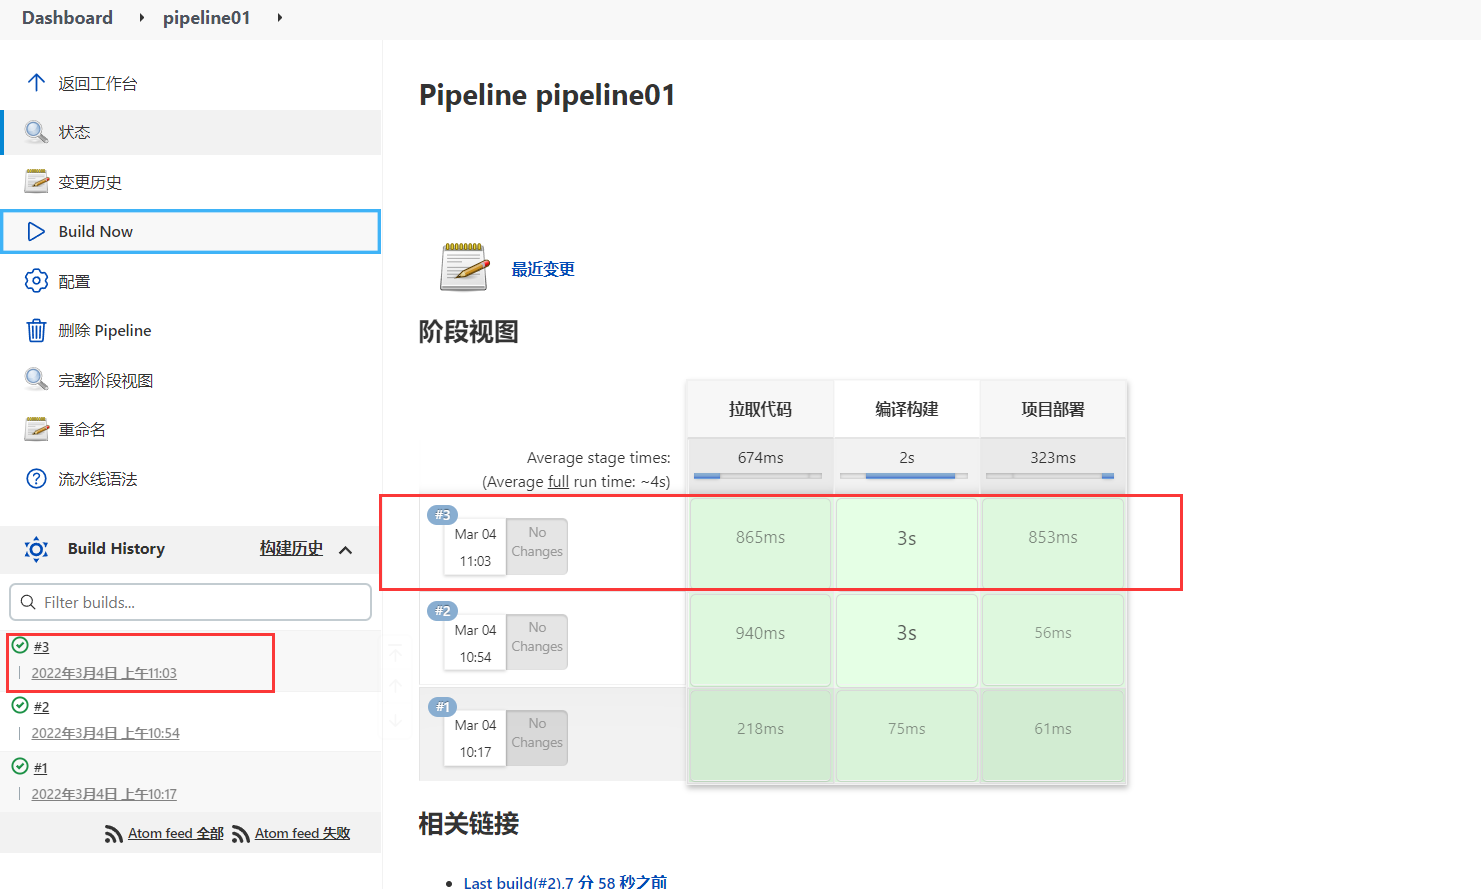 Dashboard
pipeline01
返回工作台
状态
变更历史
Build Now
配置
删除 Pipeline
完整阶段视图
重命名
流水线语法
Build History
构建历史
Filter builds...
#3
2022年3月4日 上午11:03
#2
2022年3月4日 上午10:54
#1
2022年3月4日 上午10:17
Atom feed 全部
Atom feed 失败
Pipeline pipeline01
最近变更
阶段视图
拉取代码 编译构建 项目部署
Average stage times: 674ms 2s 323ms
(Average full run time: ~4s)
#3
Mar 04 No
11:03 Changes
865ms 3s 853ms
#2
Mar 04 No
10:54 Changes
940ms 3s 56ms
#1
Mar 04 No
10:17 Changes
218ms 75ms 61ms
相关链接
Last build(#2),7 分 58 秒之前